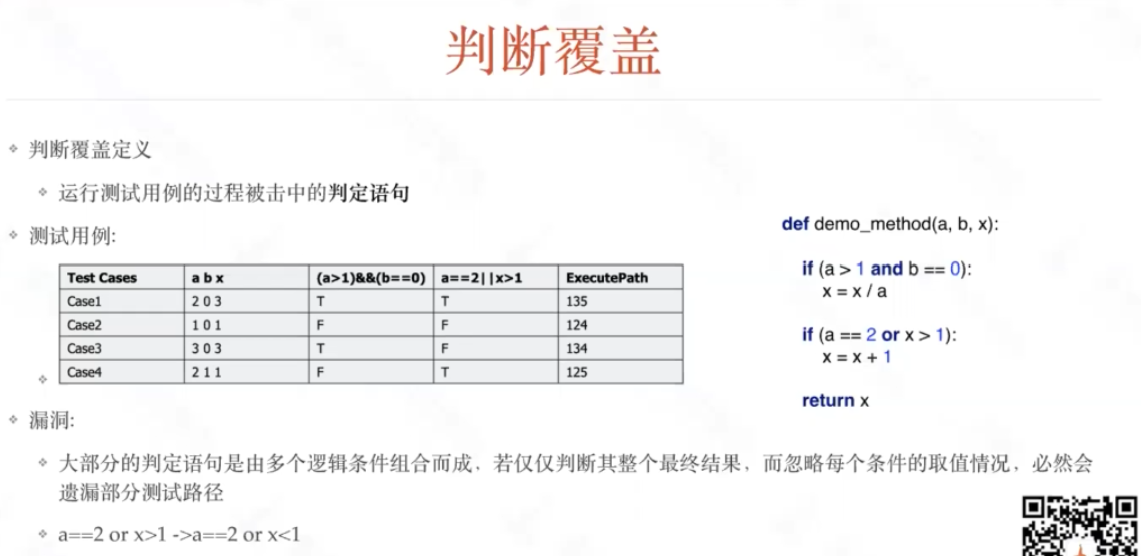 判断覆盖
判断覆盖定义
运行测试用例的过程被击中的判定语句
测试用例:
Test Cases a b x (a>1)&&(b==0) a==2||x>1 ExecutePath
Case1 2 0 3 T T 135
Case2 1 0 1 F F 124
Case3 3 0 3 T F 134
Case4 2 1 1 F T 125
def demo_method(a, b, x):
if (a > 1 and b == 0):
x = x / a
if (a == 2 or x > 1):
x = x + 1
return x
漏洞:
大部分的判定语句是由多个逻辑条件组合而成，若仅仅判断其整个最终结果，而忽略每个条件的取值情况，必然会
遗漏部分测试路径
a==2 or x>1 ->a==2 or x<1